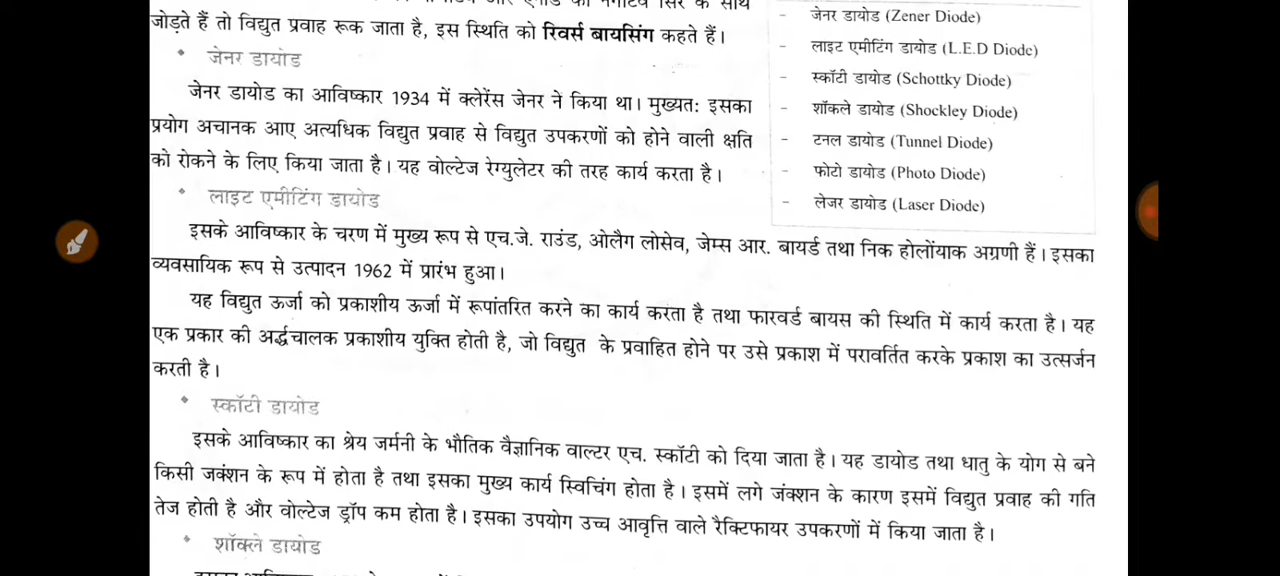 जोड़ते हैं तो विद्युत प्रवाह रूक जाता है, इस स्थिति को रिवर्स बायसिंग कहते हैं।
* जेनर डायोड
जेनर डायोड का आविष्कार 1934 में क्लेरेंस जेनर ने किया था। मुख्यत: इसका
प्रयोग अचानक आए अत्यधिक विद्युत प्रवाह से विद्युत उपकरणों को होने वाली क्षति
को रोकने के लिए किया जाता है। यह वोल्टेज रेग्युलेटर की तरह कार्य करता है।
- जेनर डायोड (Zener Diode)
- लाइट एमीटिंग डायोड (L.E.D Diode)
- स्कॉटी डायोड (Schottky Diode)
- शॉकले डायोड (Shockley Diode)
- टनल डायोड (Tunnel Diode)
- फोटो डायोड (Photo Diode)
- लेजर डायोड (Laser Diode)
* लाइट एमीटिंग डायोड
इसके आविष्कार के चरण में मुख्य रूप से एच.जे. राउंड, ओलैग लोसेव, जेम्स आर. बायर्ड तथा निक होलोंयाक अग्रणी हैं। इसका
व्यवसायिक रूप से उत्पादन 1962 में प्रारंभ हुआ।
यह विद्युत ऊर्जा को प्रकाशीय ऊर्जा में रूपांतरित करने का कार्य करता है तथा फारवर्ड बायस की स्थिति में कार्य करता है। यह
एक प्रकार की अर्द्धचालक प्रकाशीय युक्ति होती है, जो विद्युत के प्रवाहित होने पर उसे प्रकाश में परावर्तित करके प्रकाश का उत्सर्जन
करती है।
* स्कॉटी डायोड
इसके आविष्कार का श्रेय जर्मनी के भौतिक वैज्ञानिक वाल्टर एच. स्कॉटी को दिया जाता है। यह डायोड तथा धातु के योग से बने
किसी जक्ंशन के रूप में होता है तथा इसका मुख्य कार्य स्विचिंग होता है। इसमें लगे जंक्शन के कारण इसमें विद्युत प्रवाह की गति
तेज होती है और वोल्टेज ड्रॉप कम होता है। इसका उपयोग उच्च आवृत्ति वाले रैक्टिफायर उपकरणों में किया जाता है।
* शॉक्ले डायोड